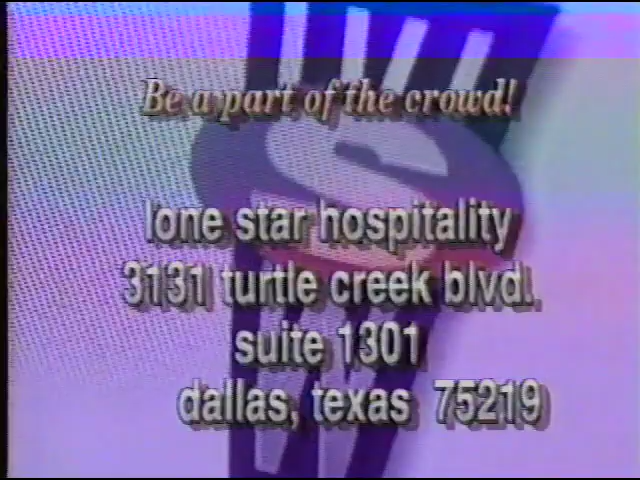 Be a part of the crowd!
lone star hospitality
3131 turtle creek blvd.
suite 1301
dallas, texas 75219